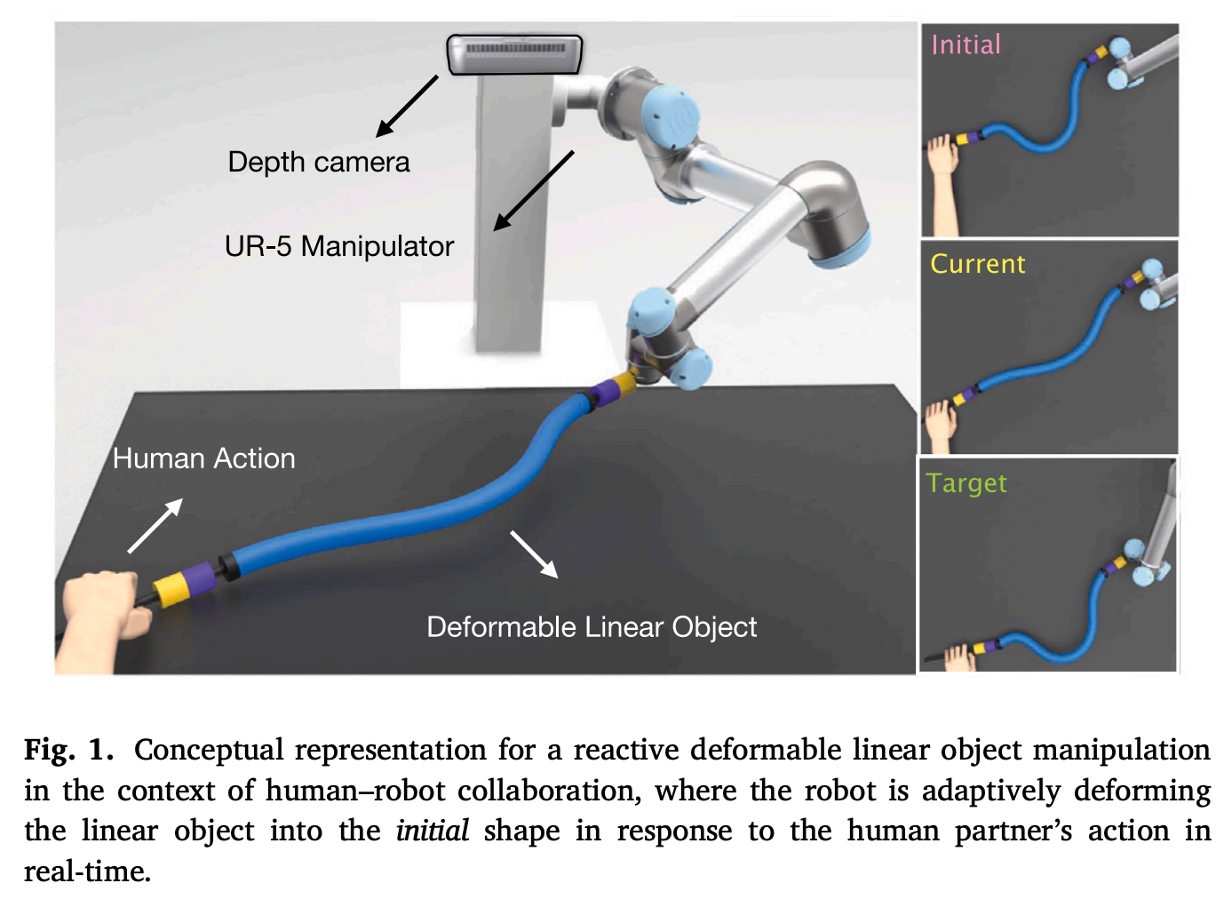 Depth camera
UR-5 Manipulator
Human Action
Deformable Linear Object
Initial
Current
Target
Fig. 1. Conceptual representation for a reactive deformable linear object manipulation
in the context of human–robot collaboration, where the robot is adaptively deforming
the linear object into the initial shape in response to the human partner’s action in
real-time.